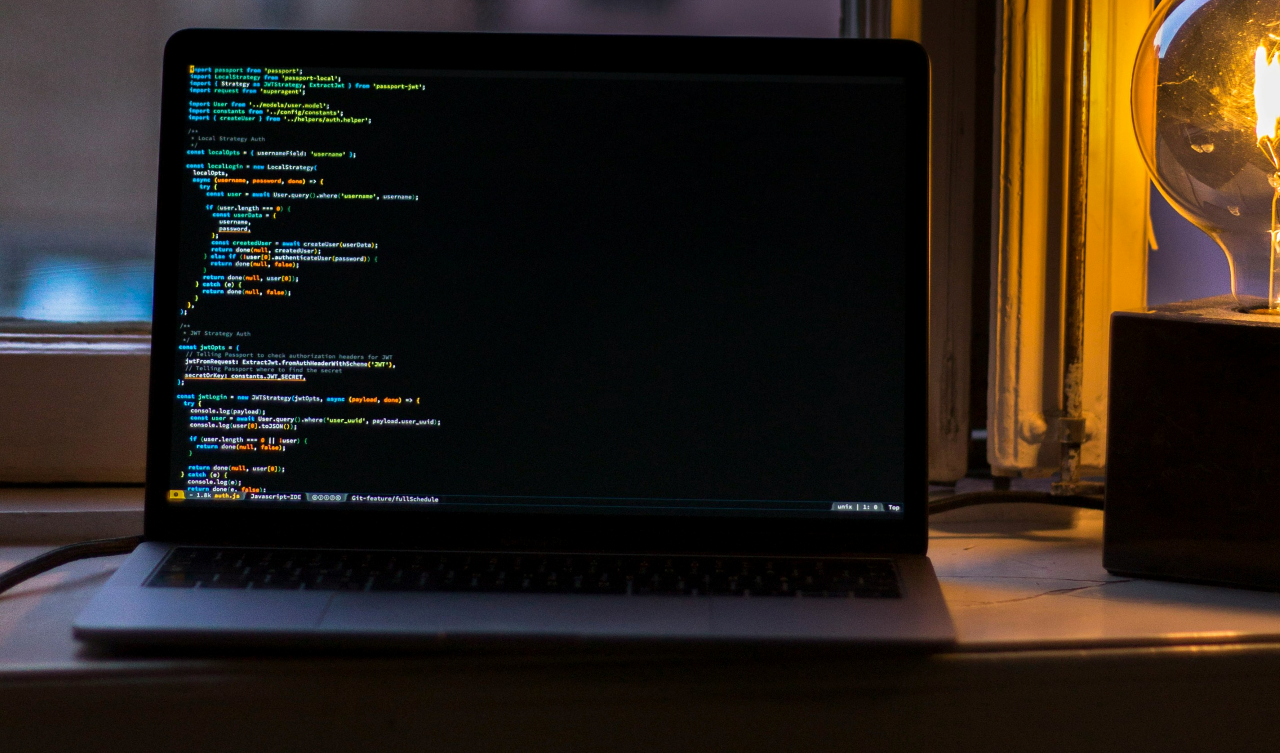 import passport from 'passport';
import LocalStrategy from 'passport-local';
import { Strategy as JWTStrategy, ExtractJwt } from 'passport-jwt';
import request from 'superagent';
import User from '../models/user.model';
import constants from '../config/constants';
import { createUser } from '../helpers/auth.helper';
/**
* Local Strategy Auth
*/
const localOpts = { usernameField: 'username' };
const localLogin = new LocalStrategy(
localOpts,
async (username, password, done) => {
try {
const user = await User.query().where('username', username);
if (user.length === 0) {
const userData = {
username,
password,
};
const createdUser = await createUser(userData);
return done(null, createdUser);
} else if (!user[0].authenticateUser(password)) {
return done(null, false);
}
return done(null, user[0]);
} catch (e) {
return done(null, false);
}
},
);
/**
* JWT Strategy Auth
*/
const jwtOpts = {
// Telling Passport to check authorization headers for JWT
jwtFromRequest: ExtractJwt.fromAuthHeaderWithScheme('JWT'),
// Telling Passport where to find the secret
secretOrKey: constants.JWT_SECRET,
};
const jwtLogin = new JWTStrategy(jwtOpts, async (payload, done) => {
try {
console.log(payload);
const user = await User.query().where('user_uuid', payload.user_uuid);
console.log(user[0].toJSON());
if (user.length === 0 || !user) {
return done(null, false);
}
return done(null, user[0]);
} catch (e) {
console.log(e);
return done(e, false);
- 1.8k auth.js Javascript-IDE Git-feature/fullSchedule unix | 1: 0 Top